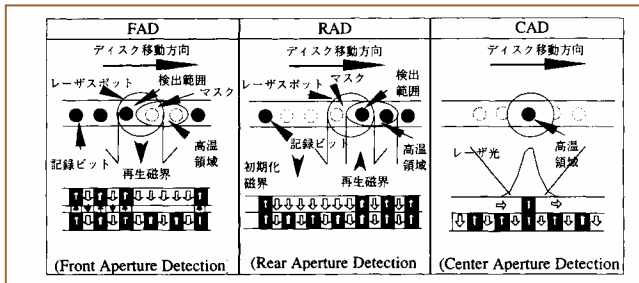 FAD
ディスク移動方向
レーザスポット
検出範囲
マスク
記録ビット
高温領域
再生磁界
(Front Aperture Detection
RAD
ディスク移動方向
レーザスポット
マスク
検出範囲
記録ビット
高温領域
初期化磁界
再生磁界
(Rear Aperture Detection
CAD
ディスク移動方向
レーザ光
高温領域
(Center Aperture Detection